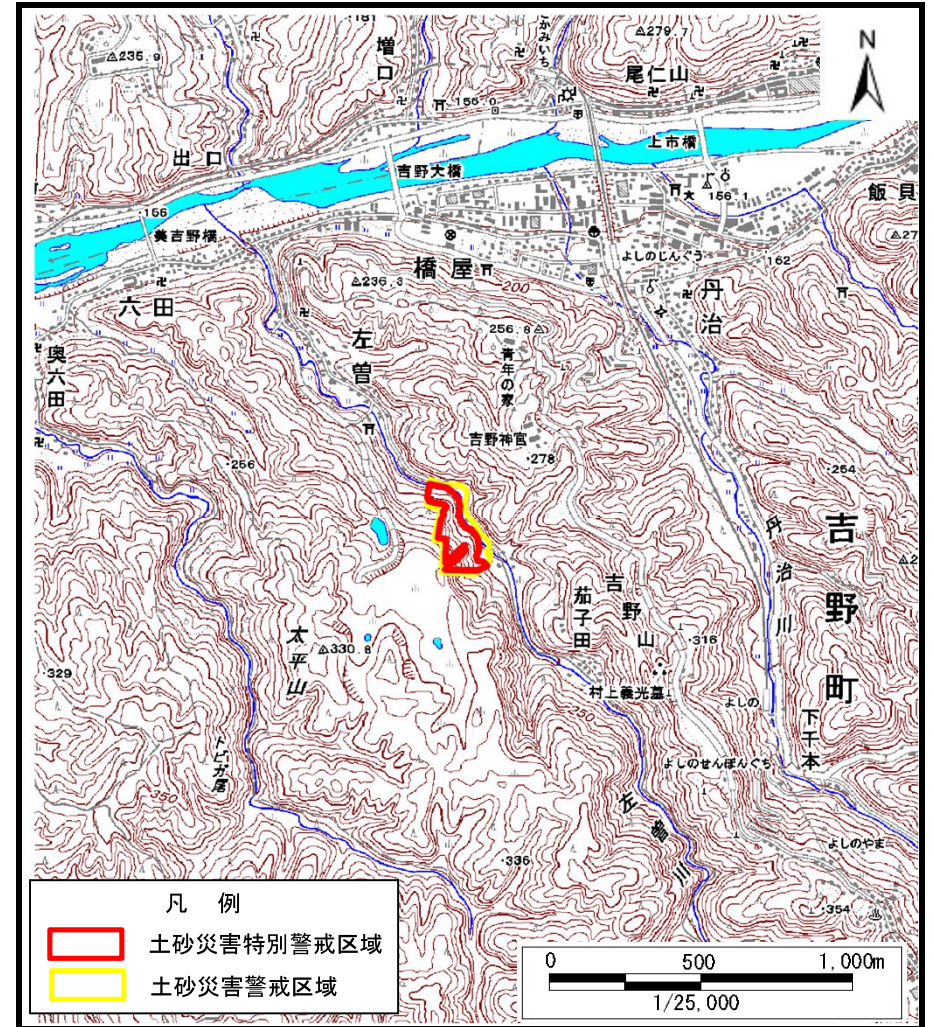 181
かみいち
△279.7
N
△235.9
増口
尾仁山
156.0
出口
上市橋
吉野大橋
156.1
飯貝
166
美吉野橋
よしのじんぐう
162
橋屋
六田
△236.3
200
丹治
奥六田
左曽
256.8△
青年の家
吉野神宮
・278
・256
・254
吉野町
丹治川
吉野山
茄子田
・316
太平山
△330.8
・329
村上義光墓
よしの
250
下千本
トビガ尾
350
よしのせんぼんぐち
左曽川
よしのやま
・336
・354
凡 例
土砂災害特別警戒区域
土砂災害警戒区域
0 500 1,000m
1/25,000